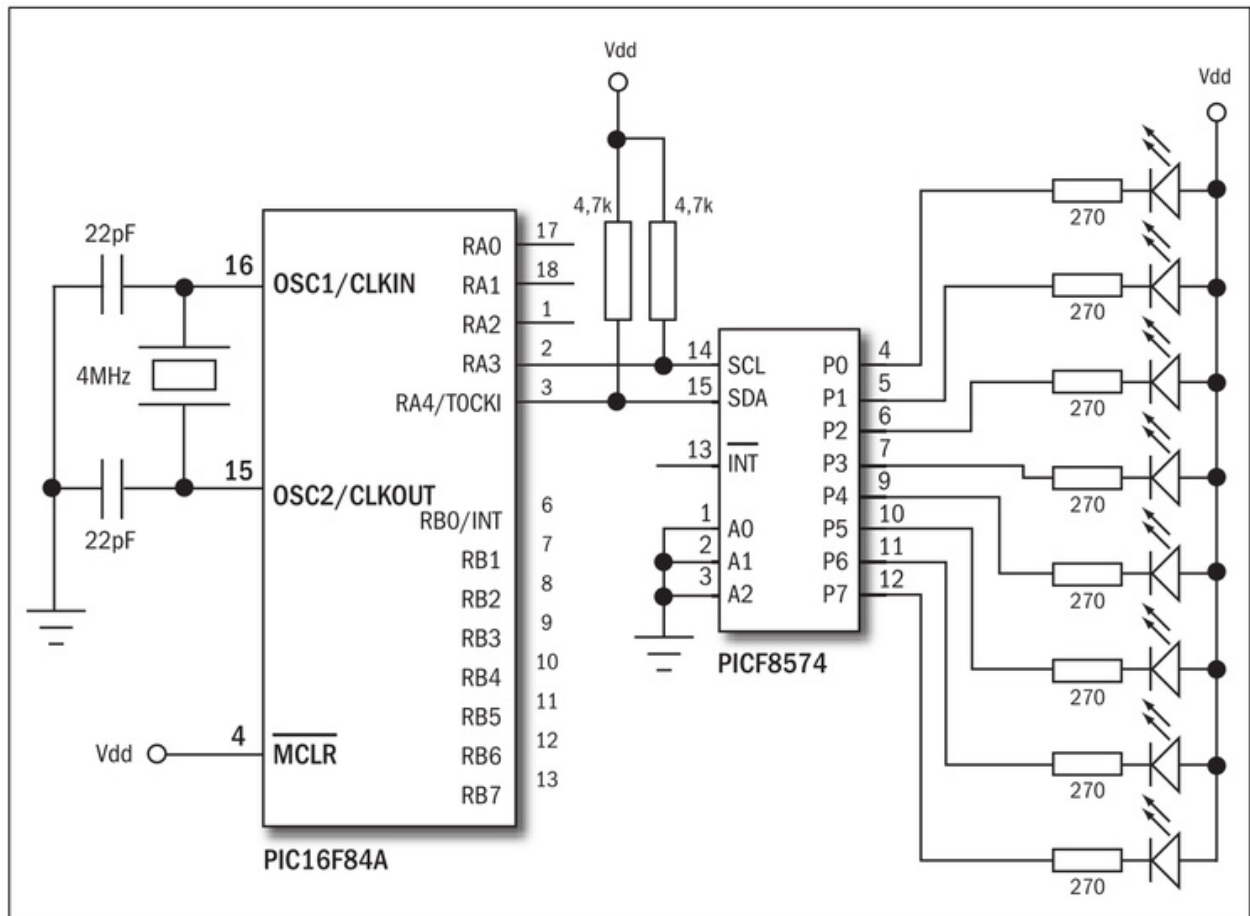 Vdd
Vdd
4,7k
4,7k
22pF
16
OSC1/CLKIN
4MHz
15
OSC2/CLKOUT
22pF
Vdd
4
MCLR
RA0
17
RA1
18
RA2
1
RA3
2
RA4/TOCKI
3
RB0/INT
6
RB1
7
RB2
8
RB3
9
RB4
10
RB5
11
RB6
12
RB7
13
PIC16F84A
14
SCL
15
SDA
13
INT
1
A0
2
A1
3
A2
P0
4
P1
5
P2
6
P3
7
P4
9
P5
10
P6
11
P7
12
PICF8574
270
270
270
270
270
270
270
270